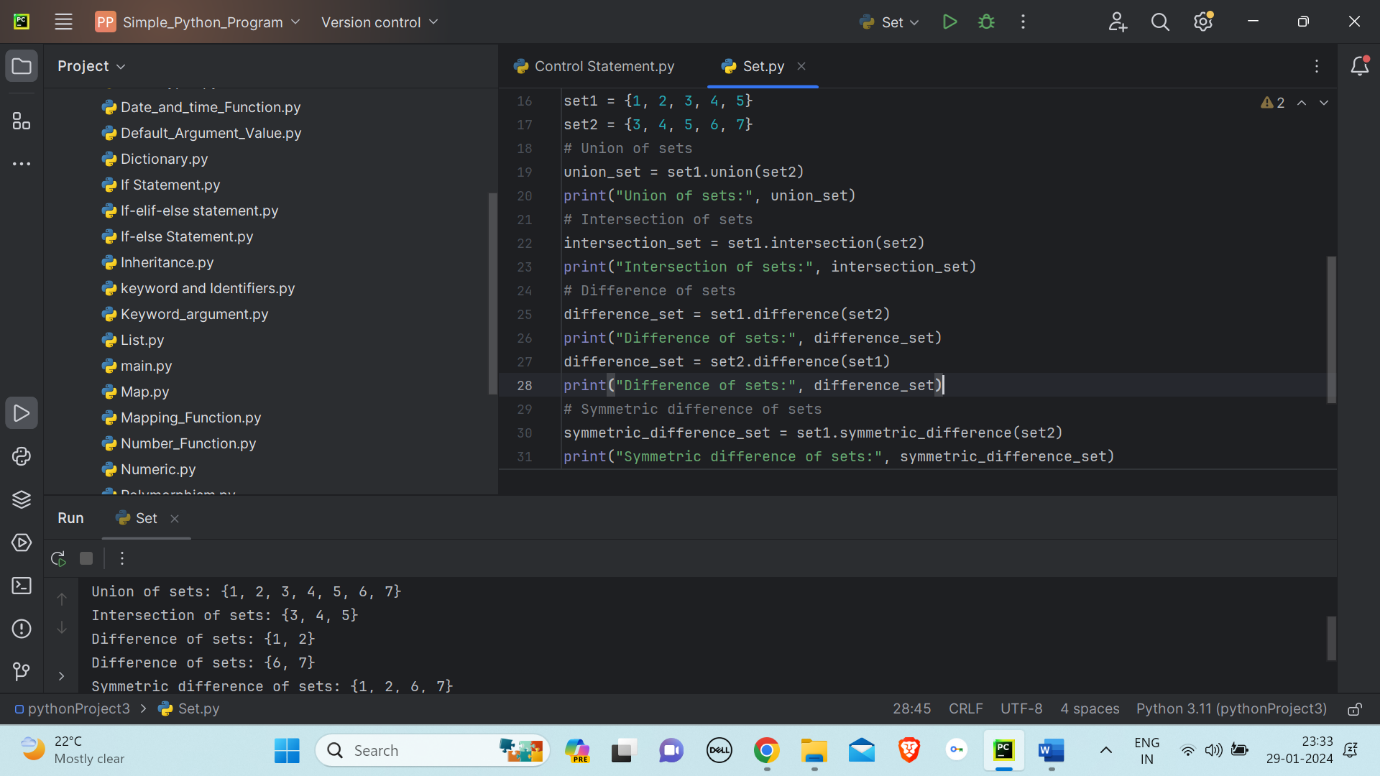 PC
PP Simple_Python_Program
Version control
Set
Project
Control Statement.py
Set.py
Date_and_time_Function.py
Default_Argument_Value.py
Dictionary.py
If Statement.py
If-elif-else statement.py
If-else Statement.py
Inheritance.py
keyword and Identifiers.py
Keyword_argument.py
List.py
main.py
Map.py
Mapping_Function.py
Number_Function.py
Numeric.py
Polymorphism.py
2
16 set1 = {1, 2, 3, 4, 5}
17 set2 = {3, 4, 5, 6, 7}
18 # Union of sets
19 union_set = set1.union(set2)
20 print("Union of sets:", union_set)
21 # Intersection of sets
22 intersection_set = set1.intersection(set2)
23 print("Intersection of sets:", intersection_set)
24 # Difference of sets
25 difference_set = set1.difference(set2)
26 print("Difference of sets:", difference_set)
27 difference_set = set2.difference(set1)
28 print("Difference of sets:", difference_set)
29 # Symmetric difference of sets
30 symmetric_difference_set = set1.symmetric_difference(set2)
31 print("Symmetric difference of sets:", symmetric_difference_set)
Run
Set
Union of sets: {1, 2, 3, 4, 5, 6, 7}
Intersection of sets: {3, 4, 5}
Difference of sets: {1, 2}
Difference of sets: {6, 7}
Symmetric difference of sets: {1, 2, 6, 7}
pythonProject3 > Set.py
28:45 CRLF UTF-8 4 spaces Python 3.11 (pythonProject3)
22°C
Mostly clear
Search
PRE
DELL
PC
W
ENG
IN
23:33
29-01-2024